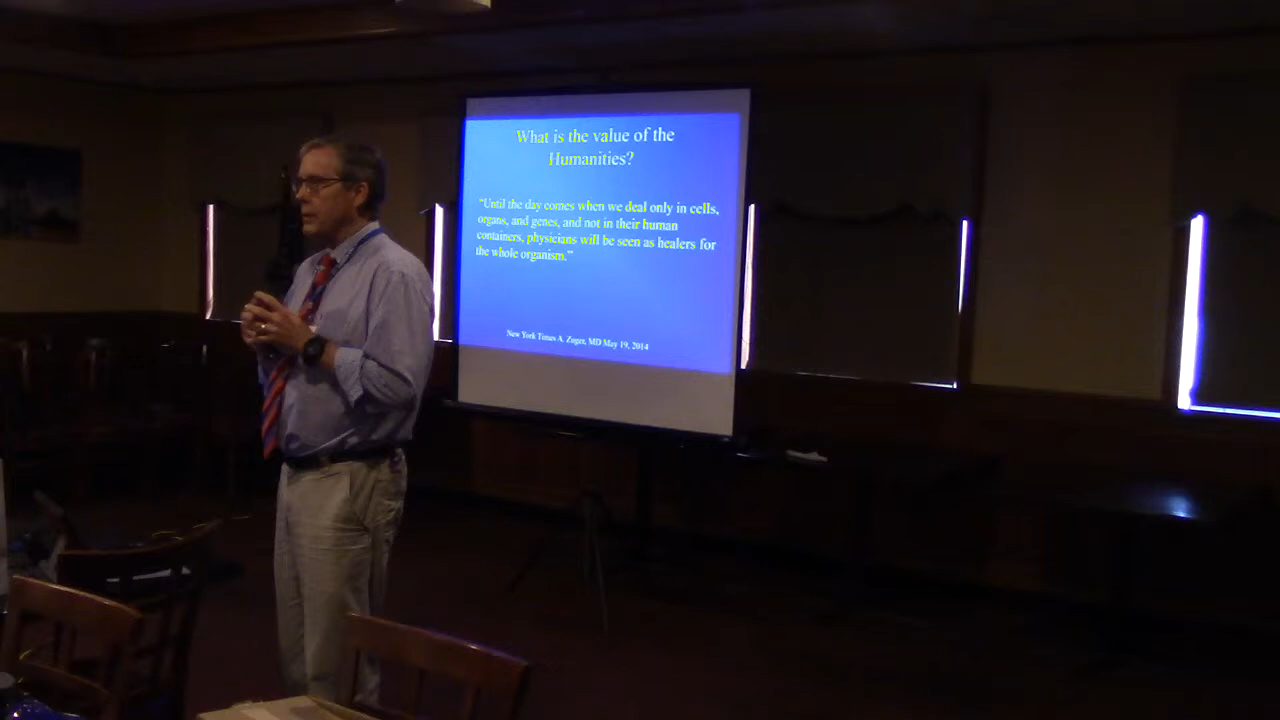 What is the value of the
Humanities?
“Until the day comes when we deal only in cells,
organs, and genes, and not in their human
containers, physicians will be seen as healers for
the whole organism.”
New York Times A. Zuger, MD May 19, 2014